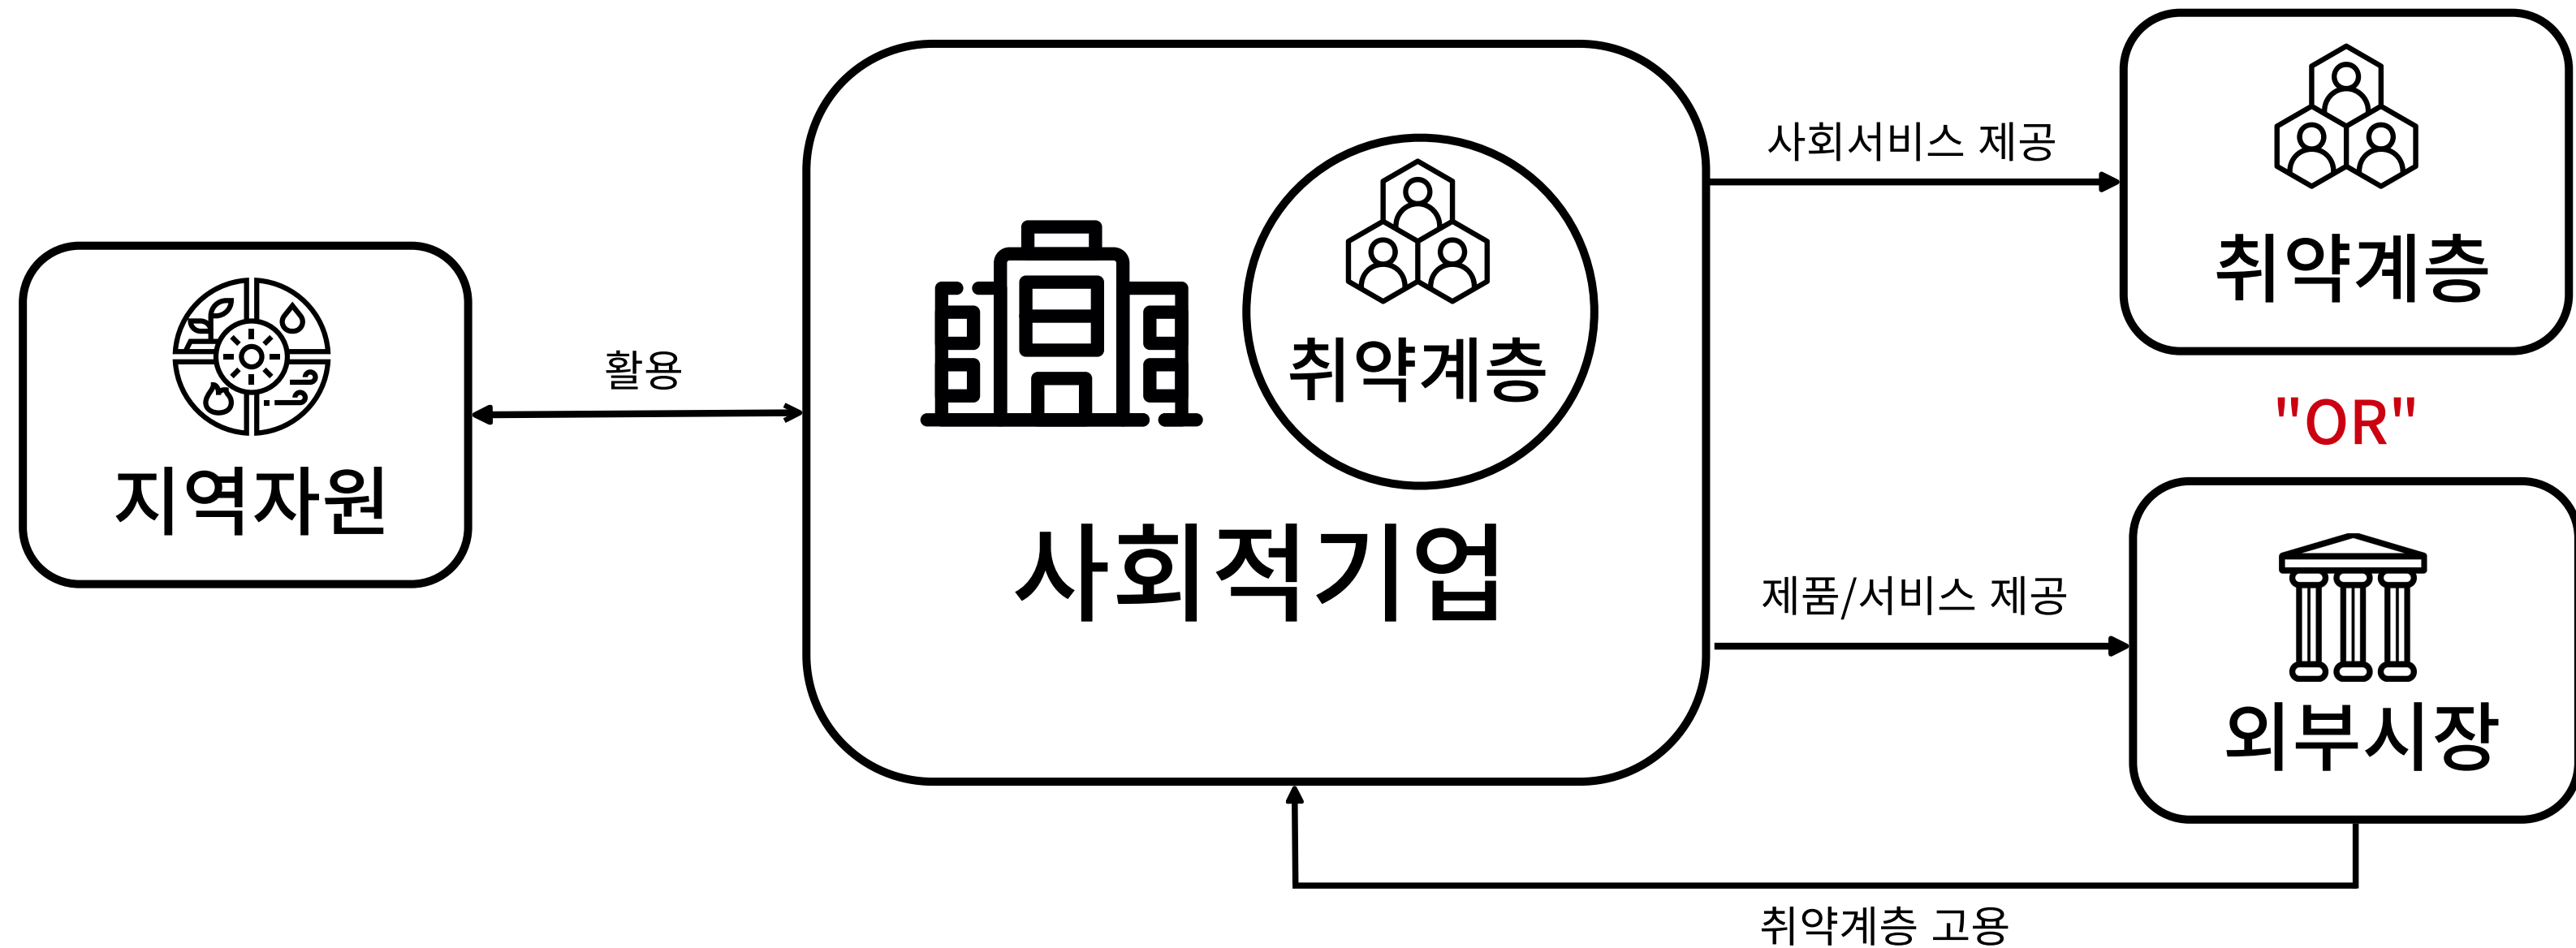 지역자원
활용
취약계층
사회적기업
사회서비스 제공
취약계층
"OR"
제품/서비스 제공
외부시장
취약계층 고용